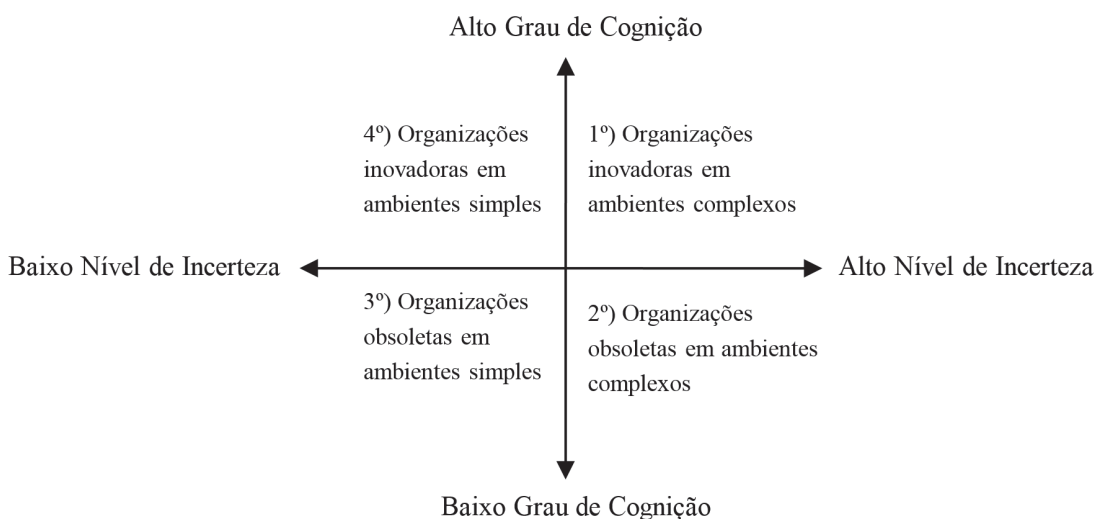 Alto Grau de Cognição
4º) Organizações
inovadoras em
ambientes simples
1º) Organizações
inovadoras em
ambientes complexos
Baixo Nível de Incerteza
Alto Nível de Incerteza
3º) Organizações
obsoletas em
ambientes simples
2º) Organizações
obsoletas em ambientes
complexos
Baixo Grau de Cognição